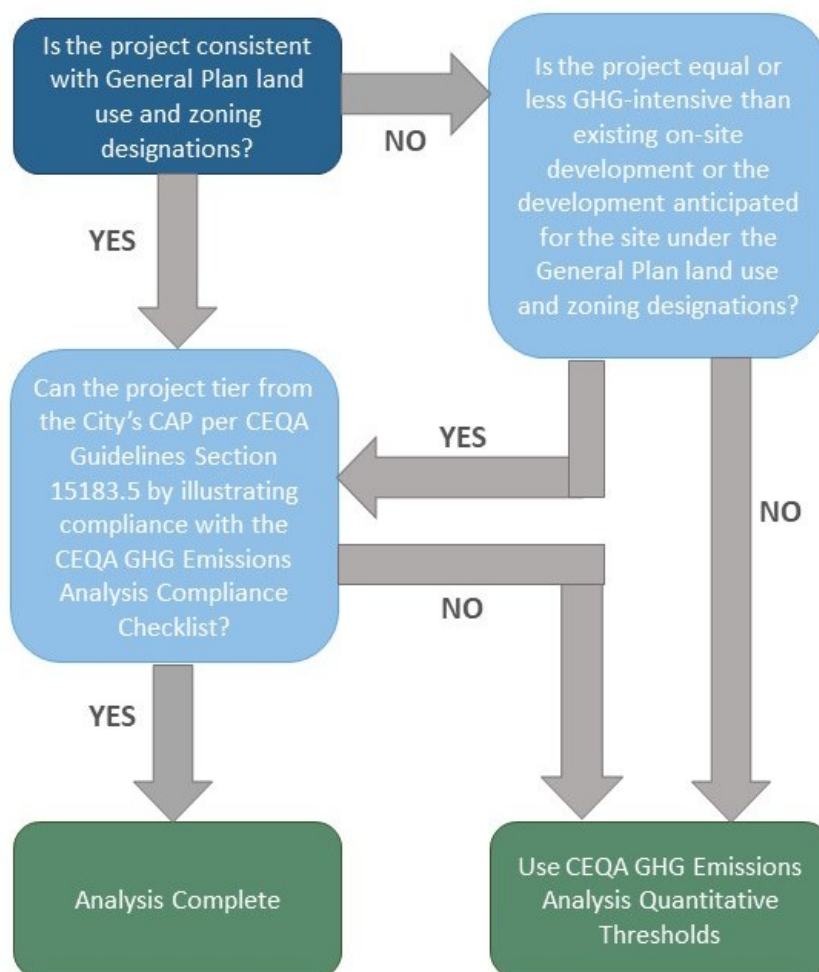 Is the project consistent
with General Plan land
use and zoning
designations?
NO
Is the project equal or
less GHG-intensive than
existing on-site
development or the
development anticipated
for the site under the
General Plan land use
and zoning designations?
YES
Can the project tier from
the City’s CAP per CEQA
Guidelines Section
15183.5 by illustrating
compliance with the
CEQA GHG Emissions
Analysis Compliance
Checklist?
YES
NO
NO
YES
Analysis Complete
Use CEQA GHG Emissions
Analysis Quantitative
Thresholds